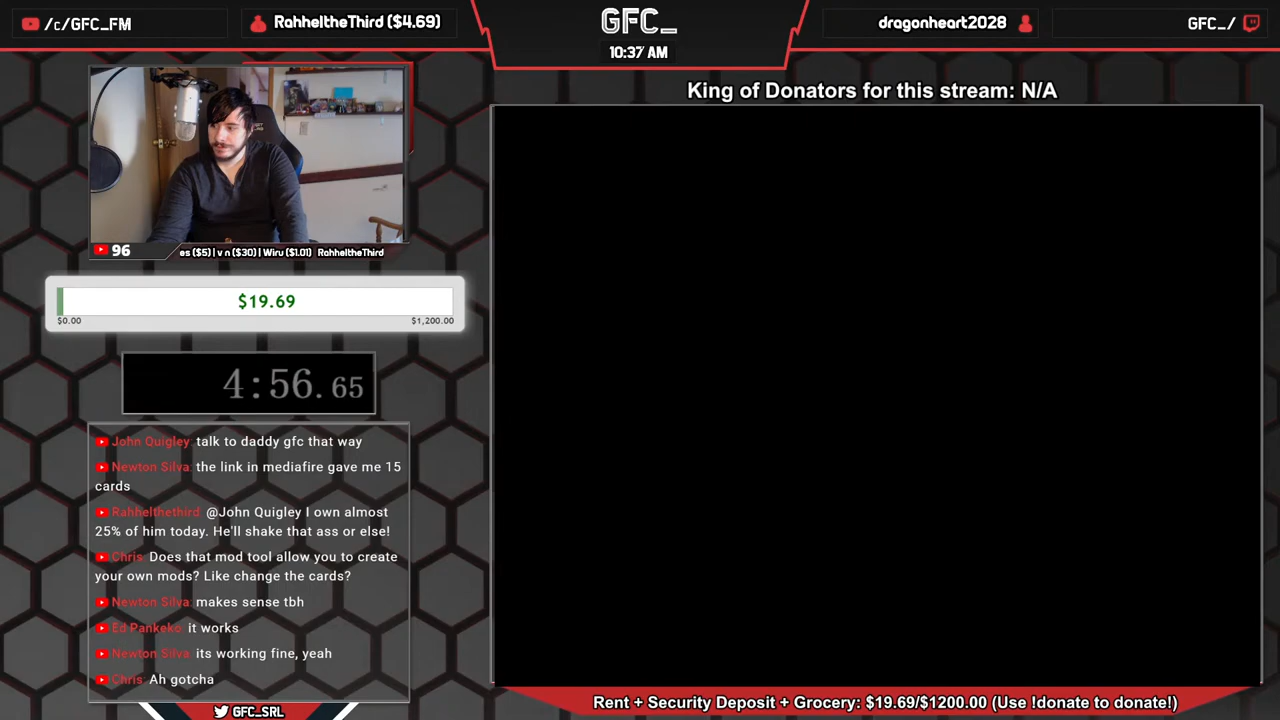 /c/GFC_FM
RahheltheThird ($4.69)
GFC_
10:37 AM
dragonheart2028
GFC_/
King of Donators for this stream: N/A
96
es ($5) | v n ($30) | Wiru ($1.01) RahheltheThird
$19.69
$0.00
$1,200.00
4:56.65
John Quigley: talk to daddy gfc that way
Newton Silva: the link in mediafire gave me 15
cards
Rahhelthethird: @John Quigley I own almost
25% of him today. He'll shake that ass or else!
Chris: Does that mod tool allow you to create
your own mods? Like change the cards?
Newton Silva: makes sense tbh
Ed Pankeko: it works
Newton Silva: its working fine, yeah
Chris: Ah gotcha
GFC_SRL
Rent + Security Deposit + Grocery: $19.69/$1200.00 (Use !donate to donate!)